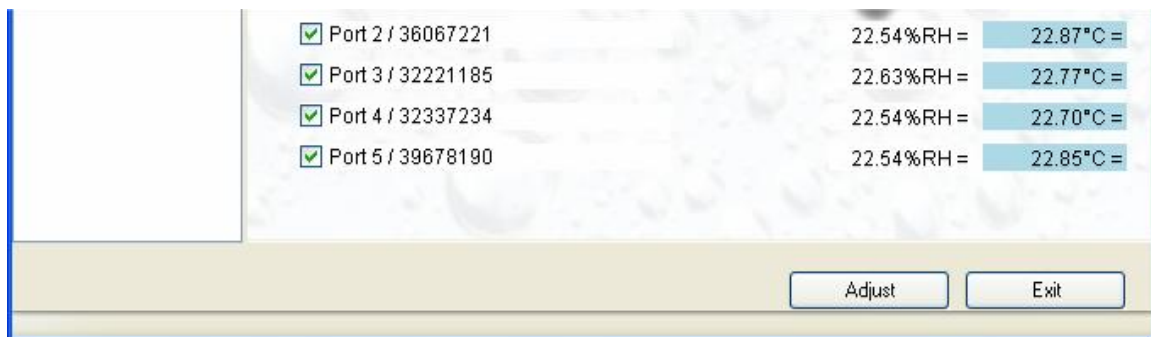 Port 2 / 36067221 22.54%RH = 22.87°C =
Port 3 / 32221185 22.63%RH = 22.77°C =
Port 4 / 32337234 22.54%RH = 22.70°C =
Port 5 / 39678190 22.54%RH = 22.85°C =
Adjust Exit